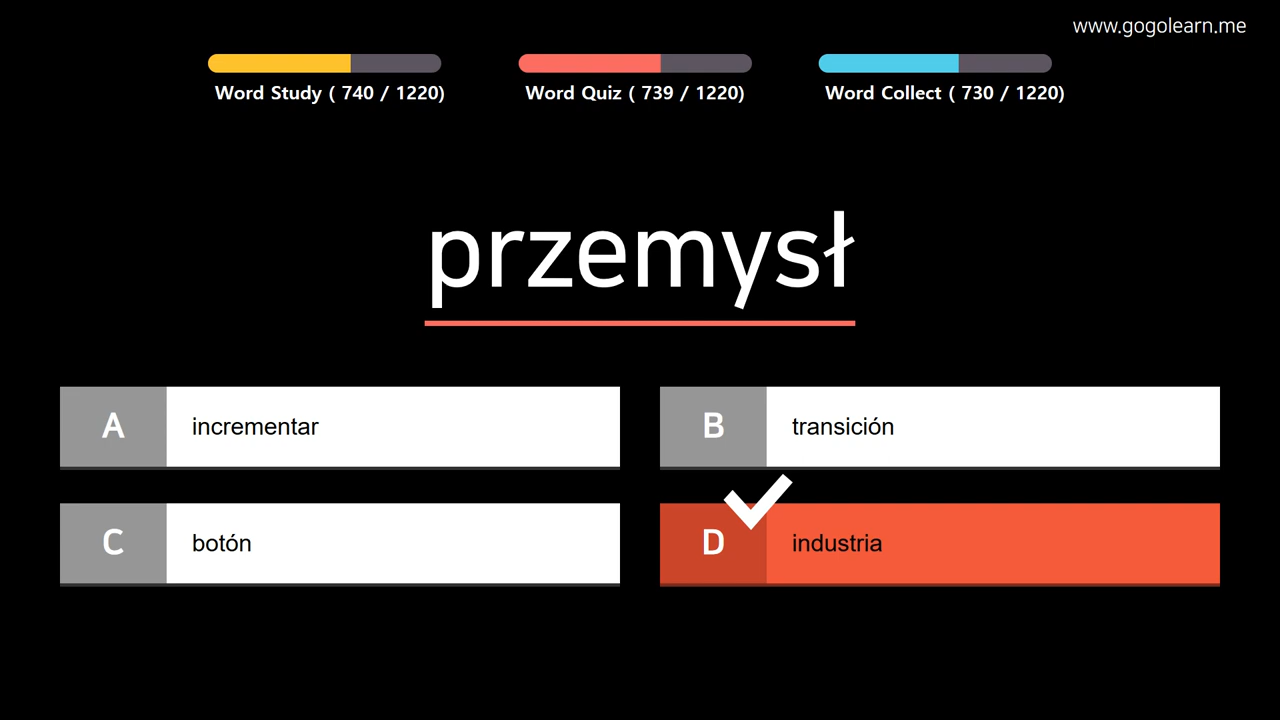 www.gogolearn.me
Word Study ( 740 / 1220)
Word Quiz ( 739 / 1220)
Word Collect ( 730 / 1220)
przemysł
A incrementar
B transición
C botón
D industria